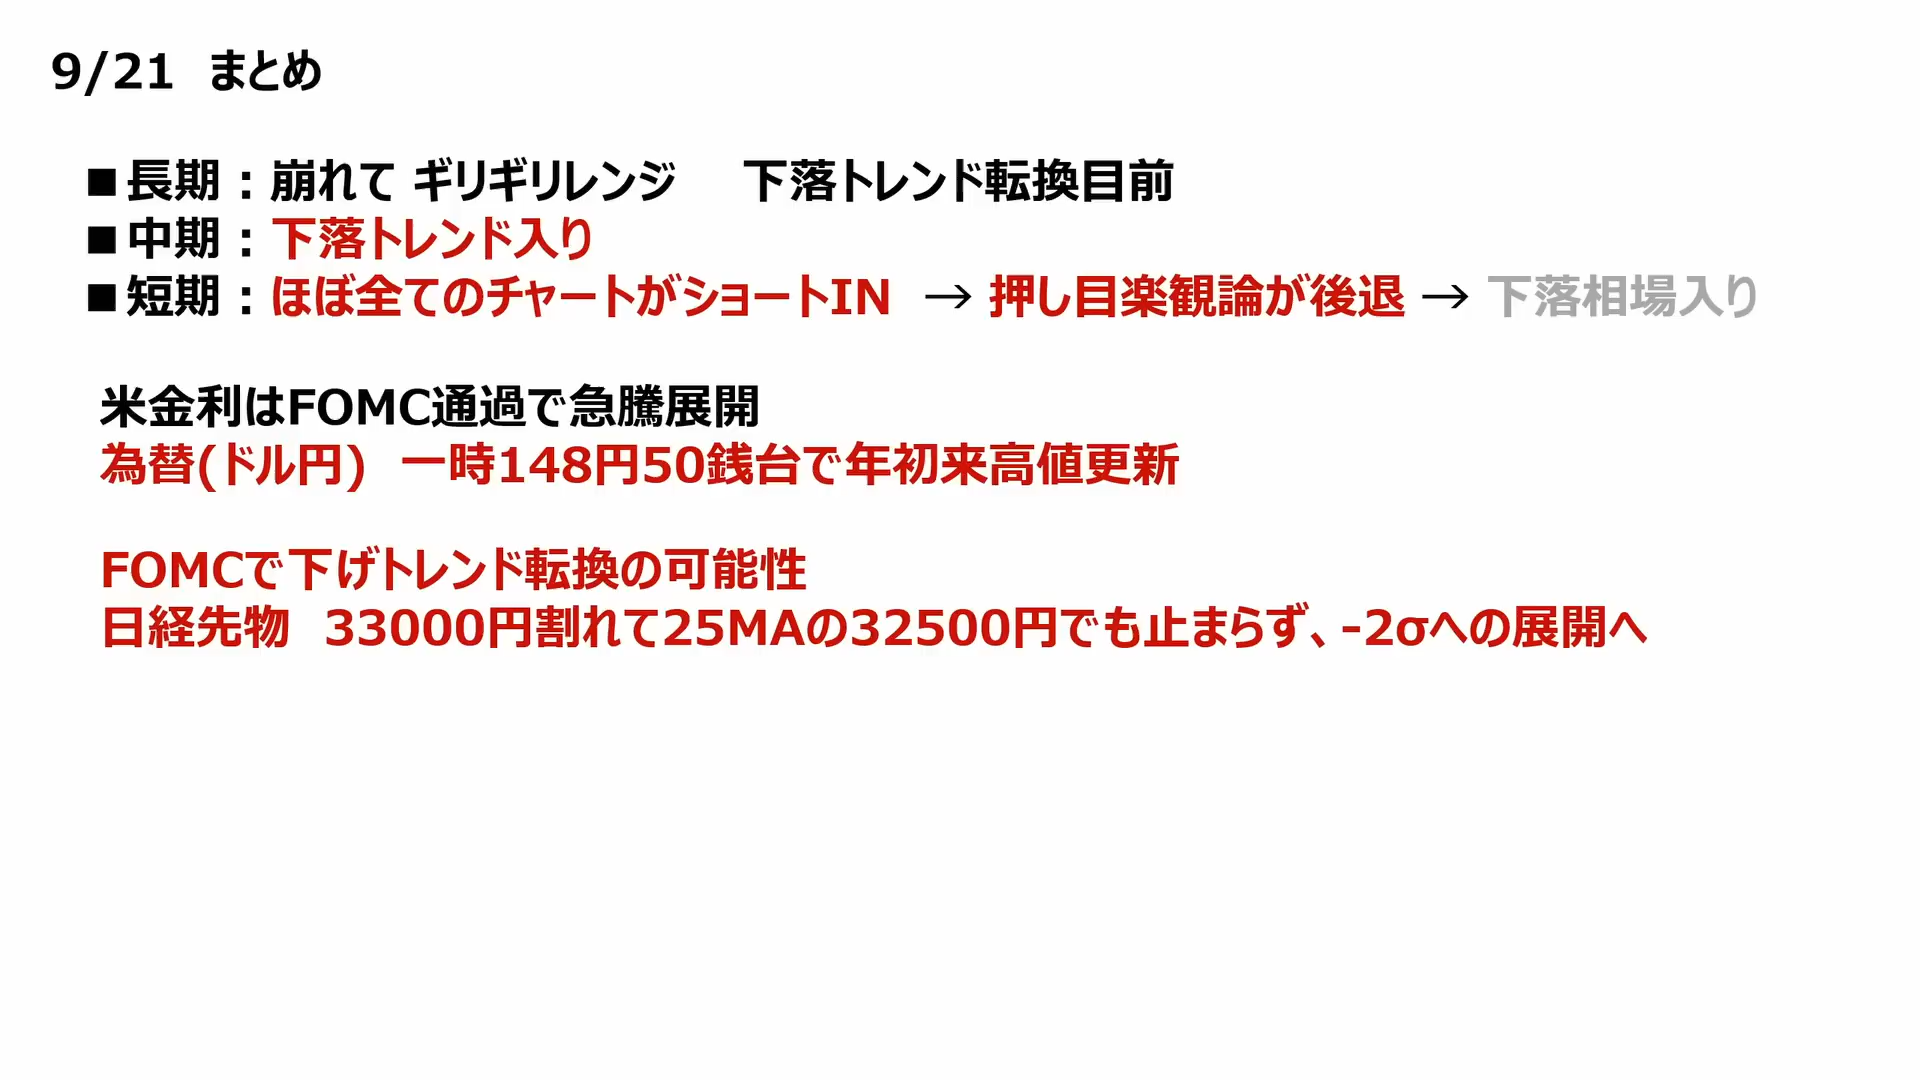 9/21 まとめ
■長期：崩れて ギリギリレンジ 下落トレンド転換目前
■中期：下落トレンド入り
■短期：ほぼ全てのチャートがショートIN → 押し目楽観論が後退 → 下落相場入り
米金利はFOMC通過で急騰展開
為替(ドル円) 一時148円50銭台で年初来高値更新
FOMCで下げトレンド転換の可能性
日経先物 33000円割れて25MAの32500円でも止まらず、-2σへの展開へ